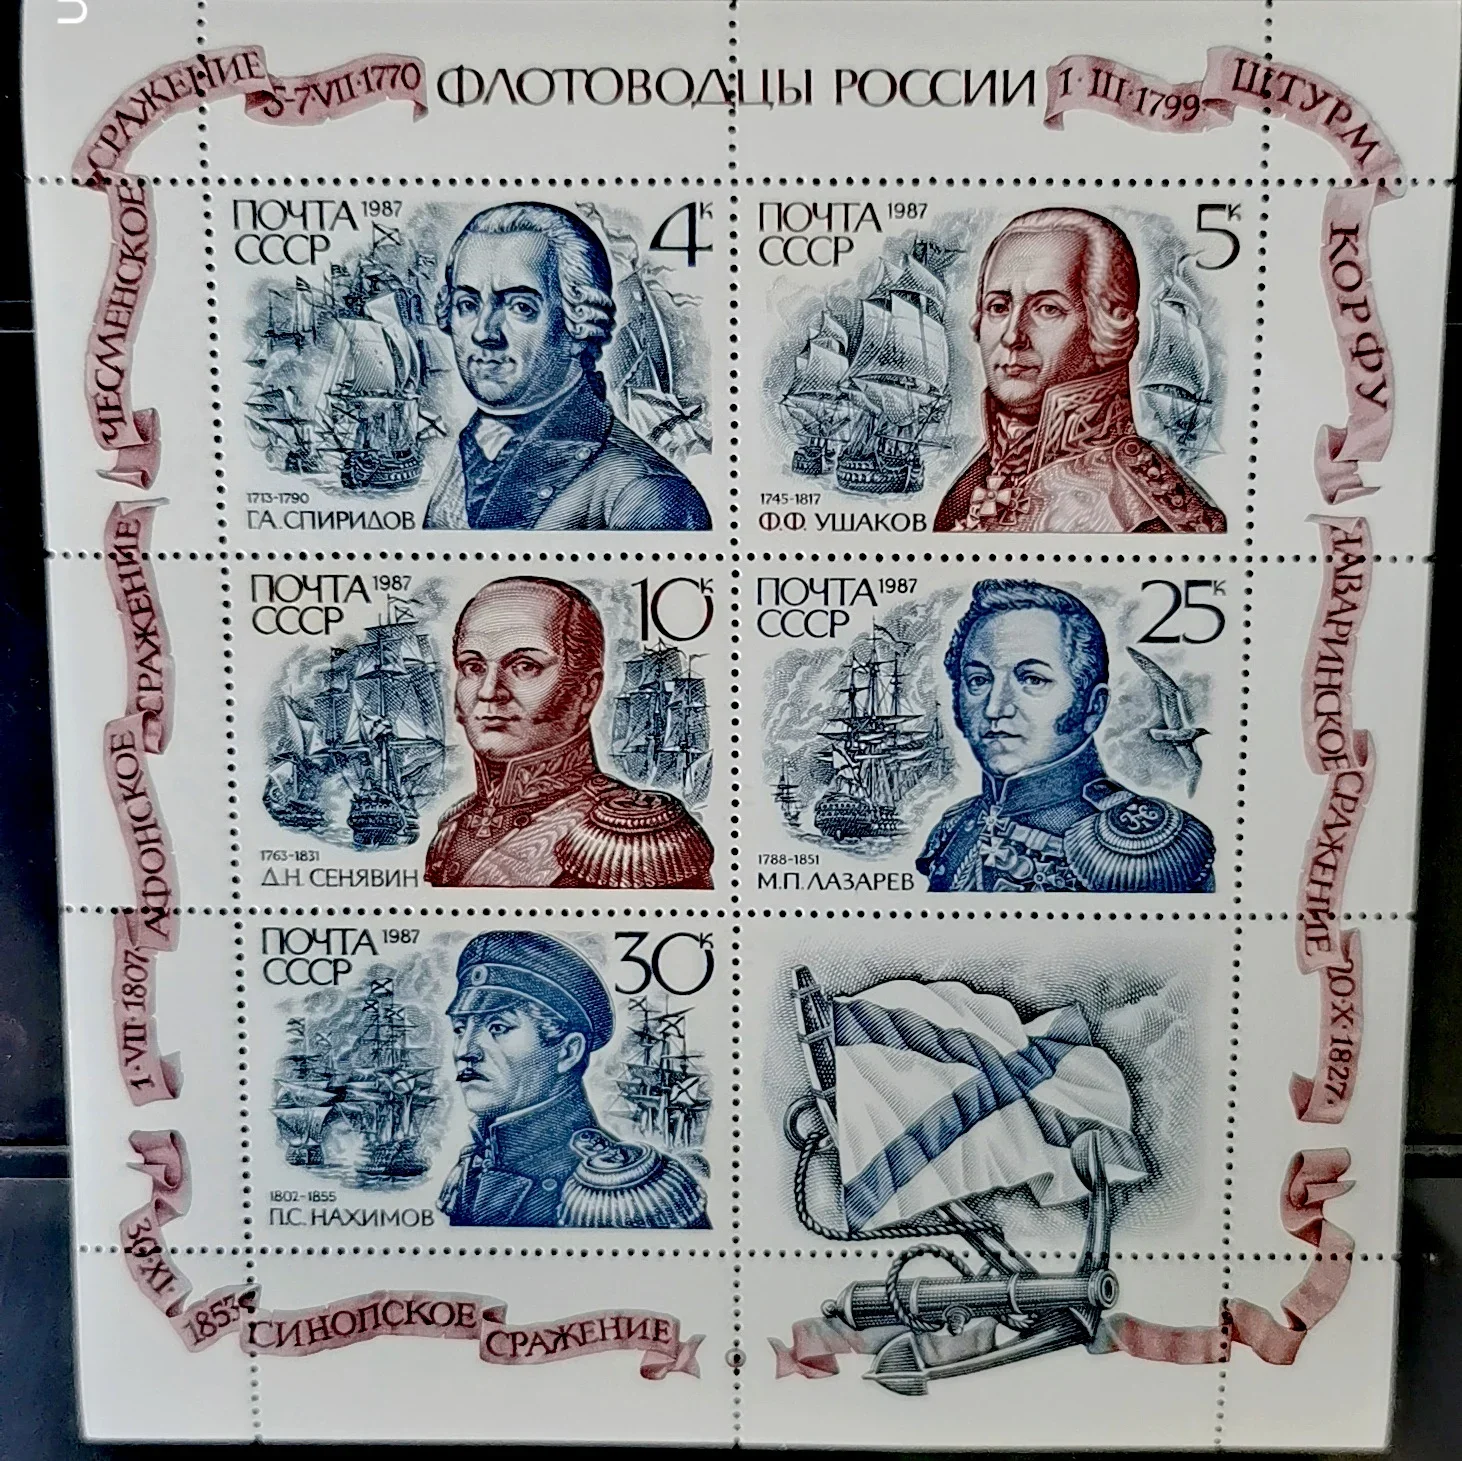 ФЛОТОВОДЦЫ РОССИИ
ЧЕСМЕНСКОЕ СРАЖЕНИЕ 5-7·VII·1770
1·III·1799· ШТУРМ КОРФУ
ПОЧТА 1987
СССР
4К
1713-1790
Г.А. СПИРИДОВ
ПОЧТА 1987
СССР
5К
1745-1817
Ф.Ф. УШАКОВ
ПОЧТА 1987
СССР
10К
1763-1831
Д.Н. СЕНЯВИН
ПОЧТА 1987
СССР
25К
1788-1851
М.П. ЛАЗАРЕВ
ПОЧТА 1987
СССР
30К
1802-1855
П.С. НАХИМОВ
1·VII·1807 АФОНСКОЕ СРАЖЕНИЕ
НАВАРИНСКОЕ СРАЖЕНИЕ 20·X·1827·
30·XI· 1853 СИНОПСКОЕ СРАЖЕНИЕ